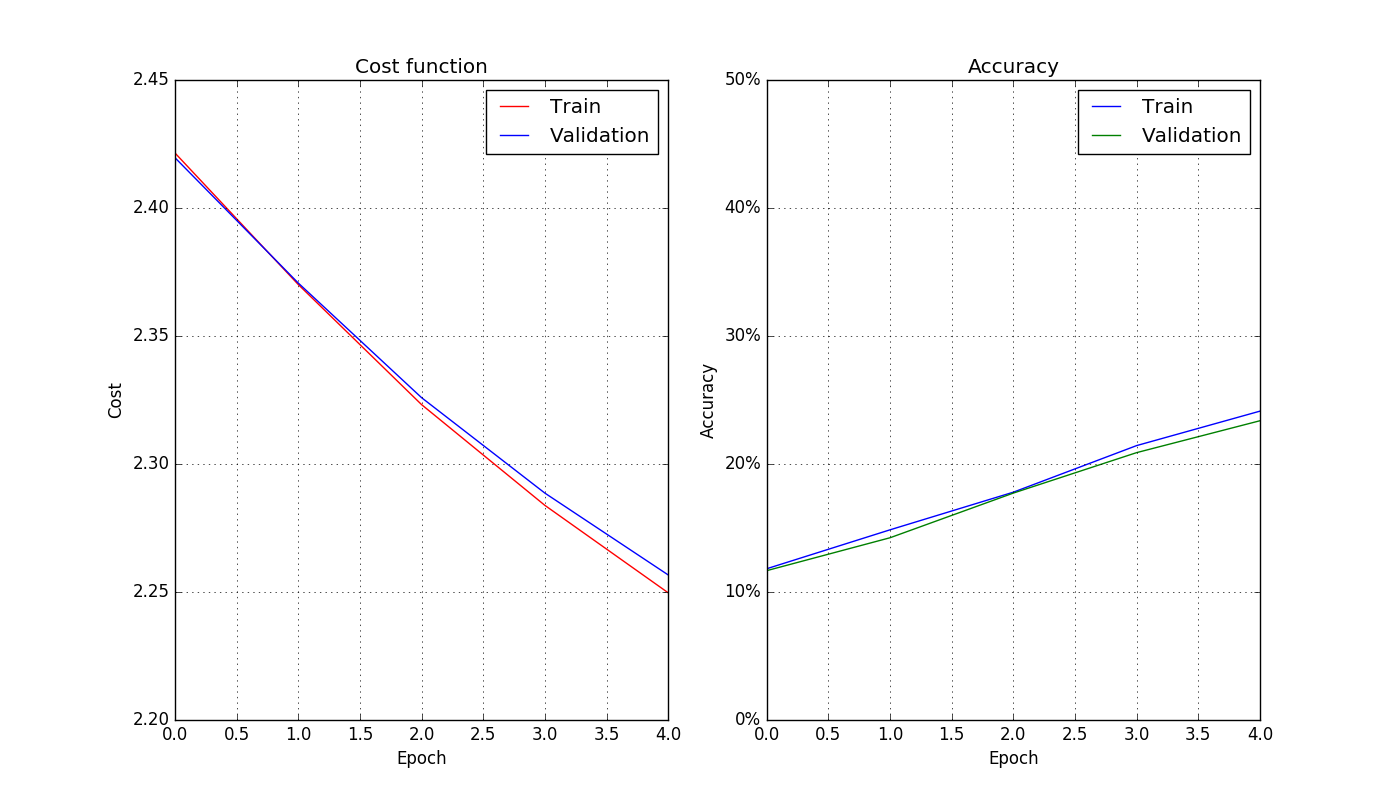 Cost function
2.45
2.40
2.35
2.30
2.25
2.20
Cost
Train
Validation
0.0 0.5 1.0 1.5 2.0 2.5 3.0 3.5 4.0
Epoch
Accuracy
50%
40%
30%
20%
10%
0%
Accuracy
Train
Validation
0.0 0.5 1.0 1.5 2.0 2.5 3.0 3.5 4.0
Epoch